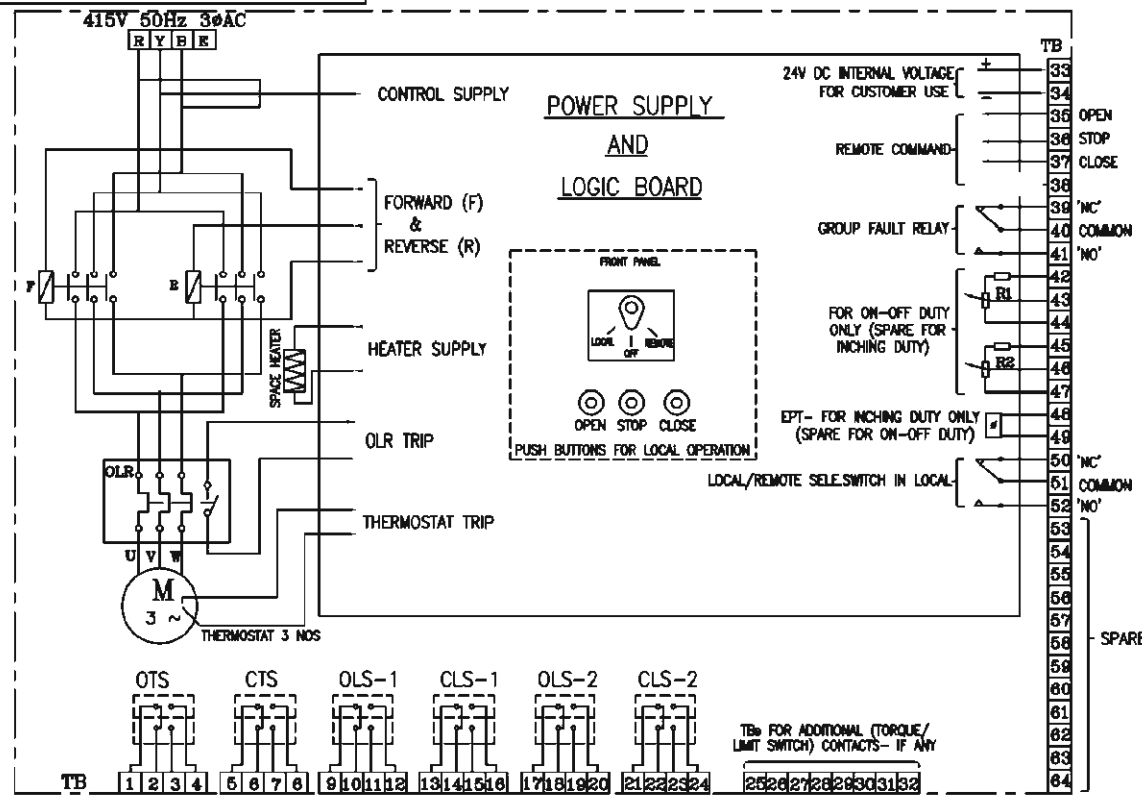 415V 50Hz 3øAC
R Y B E
CONTROL SUPPLY
POWER SUPPLY
AND
LOGIC BOARD
FORWARD (F)
&
REVERSE (R)
F
R
HEATER SUPPLY
SPACE HEATER
OLR TRIP
OLR
THERMOSTAT TRIP
U V W
M
3 ~
THERMOSTAT 3 NOS
FRONT PANEL
LOCAL
OFF
REMOTE
OPEN STOP CLOSE
PUSH BUTTONS FOR LOCAL OPERATION
TB
24V DC INTERNAL VOLTAGE
FOR CUSTOMER USE
+
−
33
34
35 OPEN
36 STOP
37 CLOSE
38
REMOTE COMMAND
39 'NC'
40 COMMON
41 'NO'
GROUP FAULT RELAY
42
43
44
45
46
47
R1
R2
FOR ON-OFF DUTY
ONLY (SPARE FOR
INCHING DUTY)
EPT- FOR INCHING DUTY ONLY
(SPARE FOR ON-OFF DUTY)
48
49
LOCAL/REMOTE SELE.SWITCH IN LOCAL
50 'NC'
51 COMMON
52 'NO'
53
54
55
56
57
58
59
60
61
62
63
64
SPARE
OTS CTS OLS-1 CLS-1 OLS-2 CLS-2
TBs FOR ADDITIONAL (TORQUE/
LIMIT SWITCH) CONTACTS- IF ANY
TB 1 2 3 4 5 6 7 8 9 10 11 12 13 14 15 16 17 18 19 20 21 22 23 24 25 26 27 28 29 30 31 32